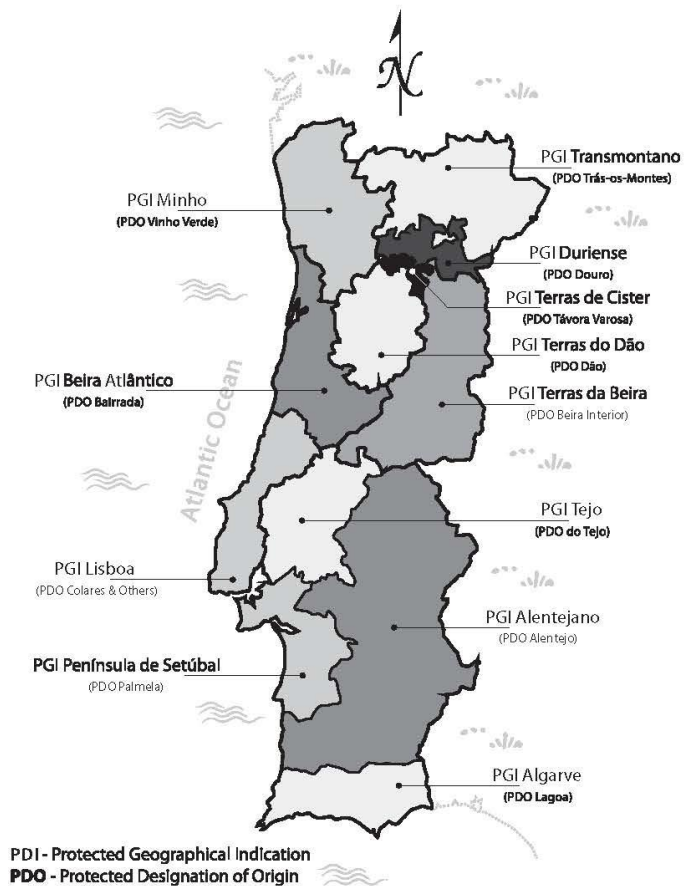 N
PGI Transmontano
(PDO Trás-os-Montes)
PGI Minho
(PDO Vinho Verde)
PGI Duriense
(PDO Douro)
PGI Terras de Cister
(PDO Távora Varosa)
PGI Terras do Dão
(PDO Dão)
PGI Beira Atlântico
(PDO Bairrada)
PGI Terras da Beira
(PDO Beira Interior)
Atlantic Ocean
PGI Tejo
(PDO do Tejo)
PGI Lisboa
(PDO Colares & Others)
PGI Alentejano
(PDO Alentejo)
PGI Península de Setúbal
(PDO Palmela)
PGI Algarve
(PDO Lagoa)
PDI - Protected Geographical Indication
PDO - Protected Designation of Origin